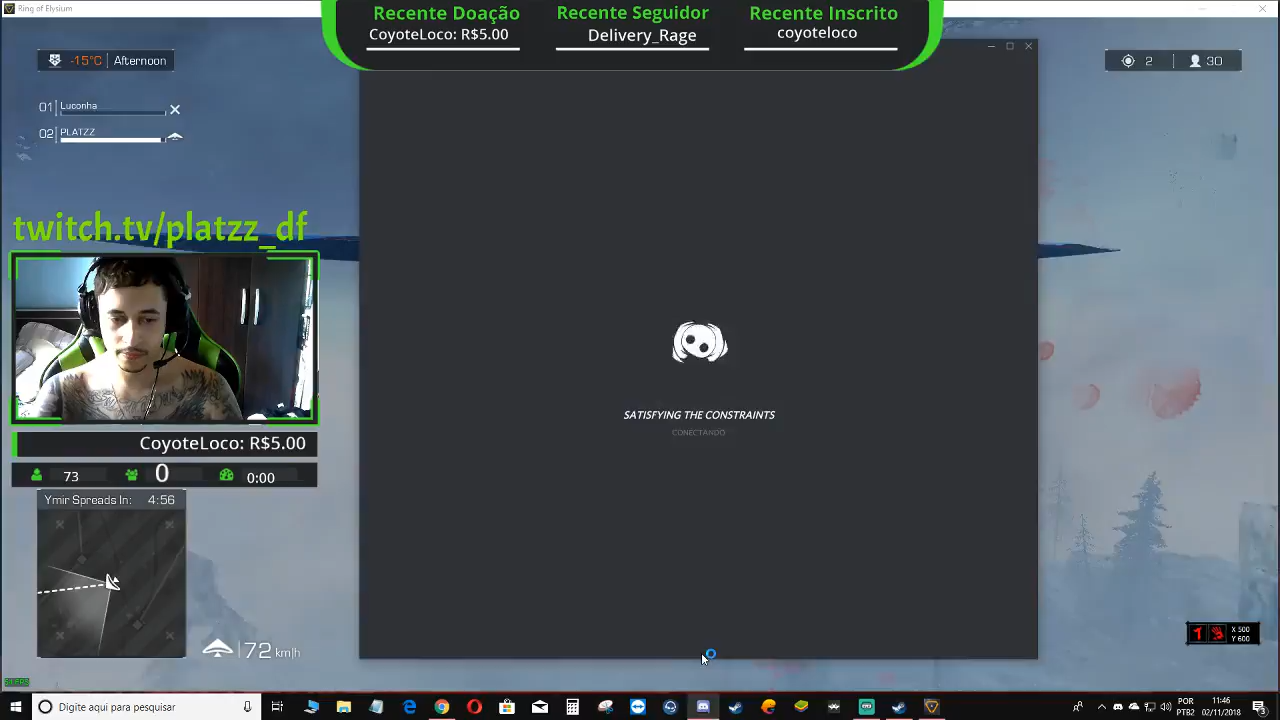 Ring of Elysium
Recente Doação
CoyoteLoco: R$5.00
Recente Seguidor
Delivery_Rage
Recente Inscrito
coyoteloco
-15°C Afternoon
2 30
01 Luconha
02 PLATZZ
twitch.tv/platzz_df
SATISFYING THE CONSTRAINTS
CONECTANDO
CoyoteLoco: R$5.00
73 0 0:00
Ymir Spreads In: 4:56
72 km|h
X 500
Y 600
Digite aqui para pesquisar
POR
PTB2
11:46
02/11/2018